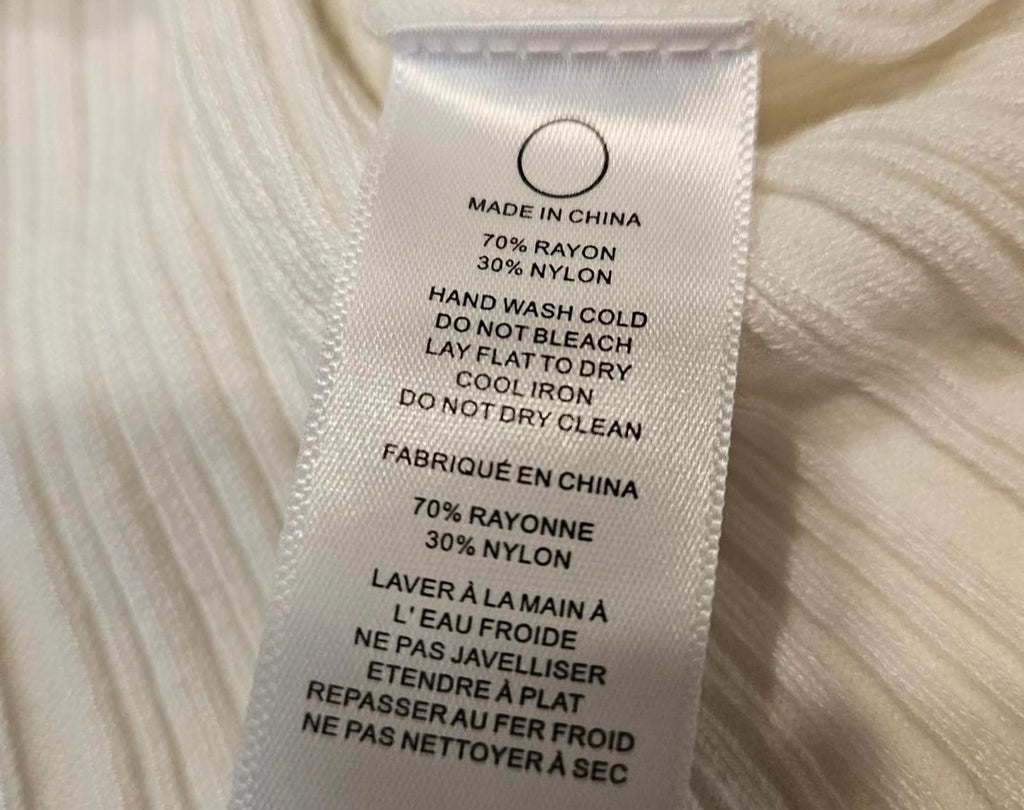 MADE IN CHINA
70% RAYON
30% NYLON
HAND WASH COLD
DO NOT BLEACH
LAY FLAT TO DRY
COOL IRON
DO NOT DRY CLEAN
FABRIQUÉ EN CHINA
70% RAYONNE
30% NYLON
LAVER À LA MAIN À
L' EAU FROIDE
NE PAS JAVELLISER
ETENDRE À PLAT
REPASSER AU FER FROID
NE PAS NETTOYER À SEC